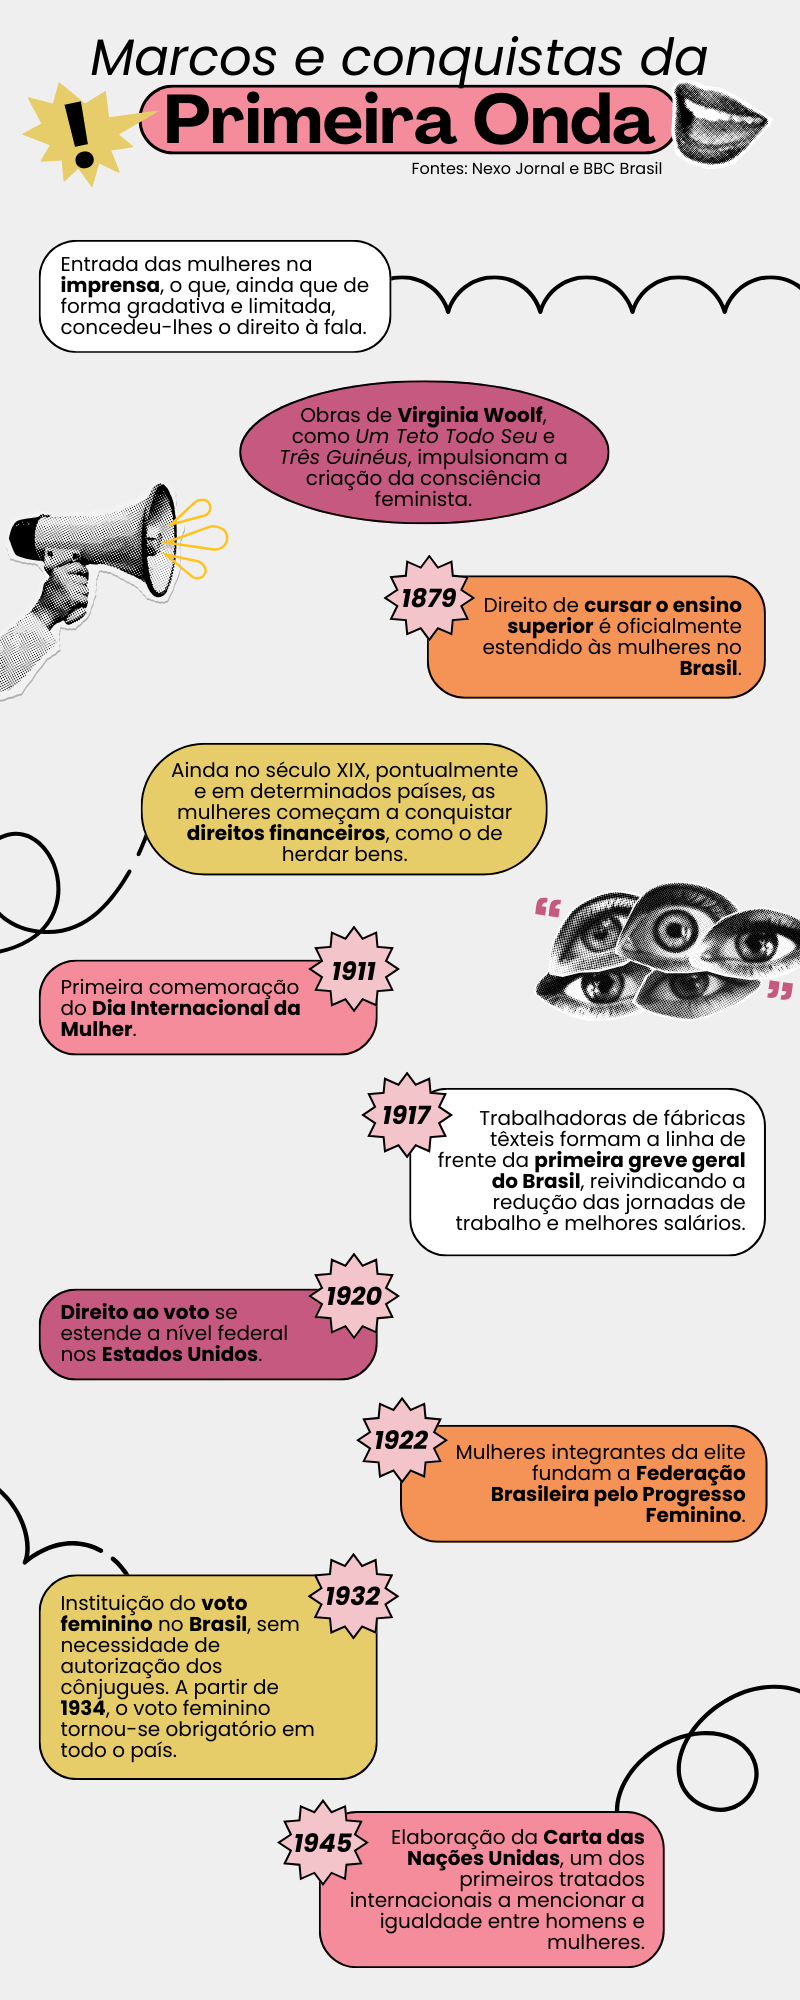 Marcos e conquistas da
!
Primeira Onda
Fontes: Nexo Jornal e BBC Brasil
Entrada das mulheres na
imprensa, o que, ainda que de
forma gradativa e limitada,
concedeu-lhes o direito à fala.
Obras de Virginia Woolf,
como Um Teto Todo Seu e
Três Guinéus, impulsionam a
criação da consciência
feminista.
1879
Direito de cursar o ensino
superior é oficialmente
estendido às mulheres no
Brasil.
Ainda no século XIX, pontualmente
e em determinados países, as
mulheres começam a conquistar
direitos financeiros, como o de
herdar bens.
“
”
1911
Primeira comemoração
do Dia Internacional da
Mulher.
1917
Trabalhadoras de fábricas
têxteis formam a linha de
frente da primeira greve geral
do Brasil, reivindicando a
redução das jornadas de
trabalho e melhores salários.
1920
Direito ao voto se
estende a nível federal
nos Estados Unidos.
1922
Mulheres integrantes da elite
fundam a Federação
Brasileira pelo Progresso
Feminino.
1932
Instituição do voto
feminino no Brasil, sem
necessidade de
autorização dos
cônjugues. A partir de
1934, o voto feminino
tornou-se obrigatório em
todo o país.
1945
Elaboração da Carta das
Nações Unidas, um dos
primeiros tratados
internacionais a mencionar a
igualdade entre homens e
mulheres.